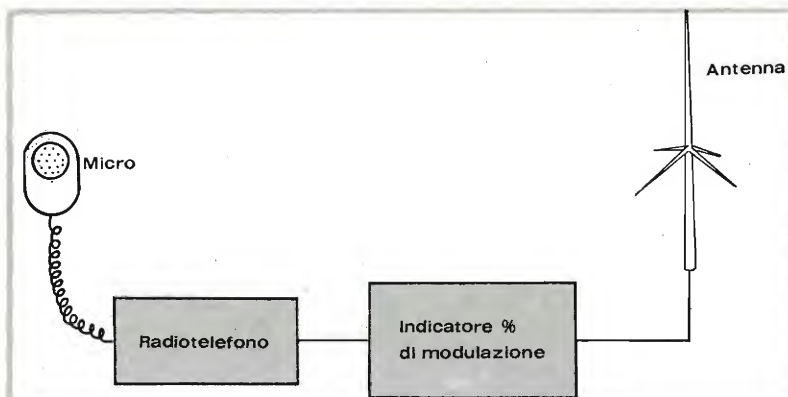 Antenna
Micro
Radiotelefono
Indicatore %
di modulazione